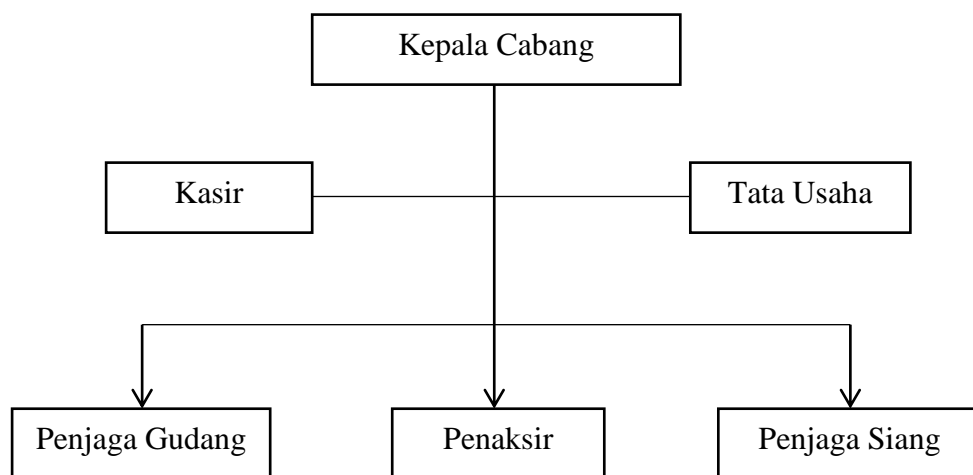 Kepala Cabang
Kasir
Tata Usaha
Penjaga Gudang
Penaksir
Penjaga Siang